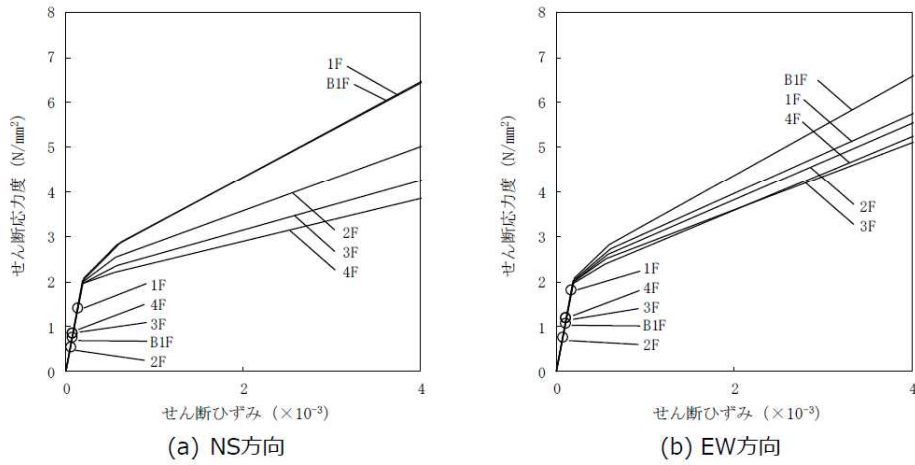 せん断応力度 (N/mm²)
8
7
6
5
4
3
2
1
0
1F
B1F
2F
3F
4F
1F
4F
3F
B1F
2F
0 2 4
せん断ひずみ (×10⁻³)
(a) NS方向
せん断応力度 (N/mm²)
8
7
6
5
4
3
2
1
0
B1F
1F
4F
2F
3F
1F
4F
3F
B1F
2F
0 2 4
せん断ひずみ (×10⁻³)
(b) EW方向